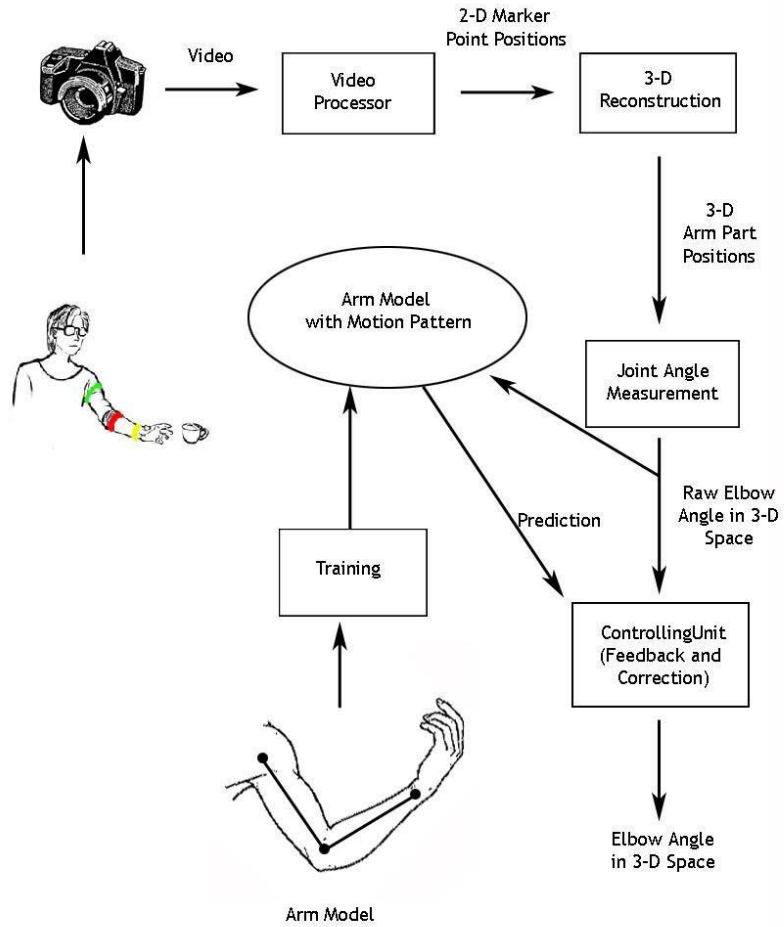 2-D Marker
Point Positions
Video
Video
Processor
3-D
Reconstruction
3-D
Arm Part
Positions
Arm Model
with Motion Pattern
Joint Angle
Measurement
Raw Elbow
Angle in 3-D
Space
Prediction
Training
ControllingUnit
(Feedback and
Correction)
Elbow Angle
in 3-D Space
Arm Model